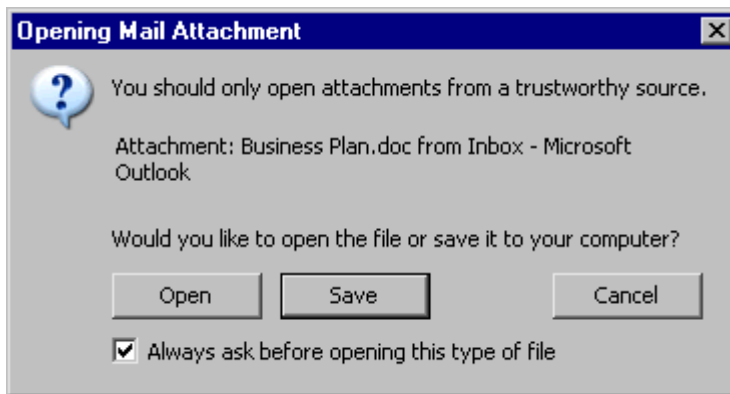 Opening Mail Attachment
You should only open attachments from a trustworthy source.
Attachment: Business Plan.doc from Inbox - Microsoft
Outlook
Would you like to open the file or save it to your computer?
Open Save Cancel
Always ask before opening this type of file